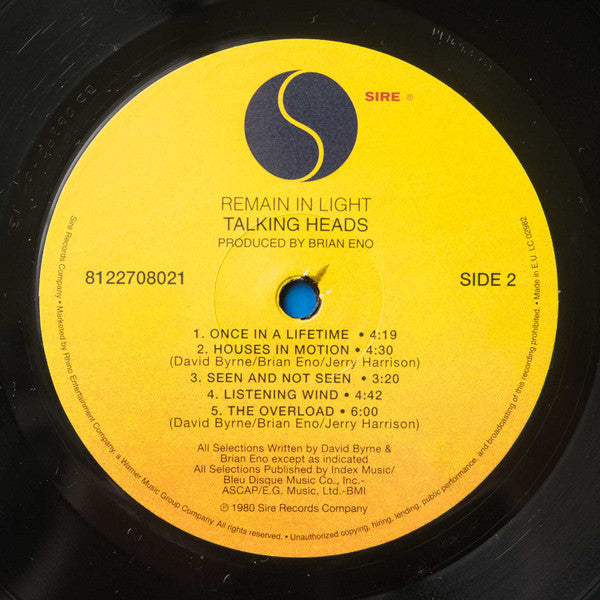 SIRE ®
REMAIN IN LIGHT
TALKING HEADS
PRODUCED BY BRIAN ENO
8122708021
SIDE 2
1. ONCE IN A LIFETIME • 4:19
2. HOUSES IN MOTION • 4:30
(David Byrne/Brian Eno/Jerry Harrison)
3. SEEN AND NOT SEEN • 3:20
4. LISTENING WIND • 4:42
5. THE OVERLOAD • 6:00
(David Byrne/Brian Eno/Jerry Harrison)
All Selections Written by David Byrne &
Brian Eno except as indicated
All Selections Published by Index Music/
Bleu Disque Music Co., Inc.-
ASCAP/E.G. Music, Ltd.-BMI
℗ 1980 Sire Records Company
Sire Records Company. • Marketed by Rhino Entertainment Company, a Warner Music Group Company. All rights reserved. • Unauthorized copying, hiring, lending, public performance, and broadcasting of this recording prohibited. • Made in E.U. LC 02982